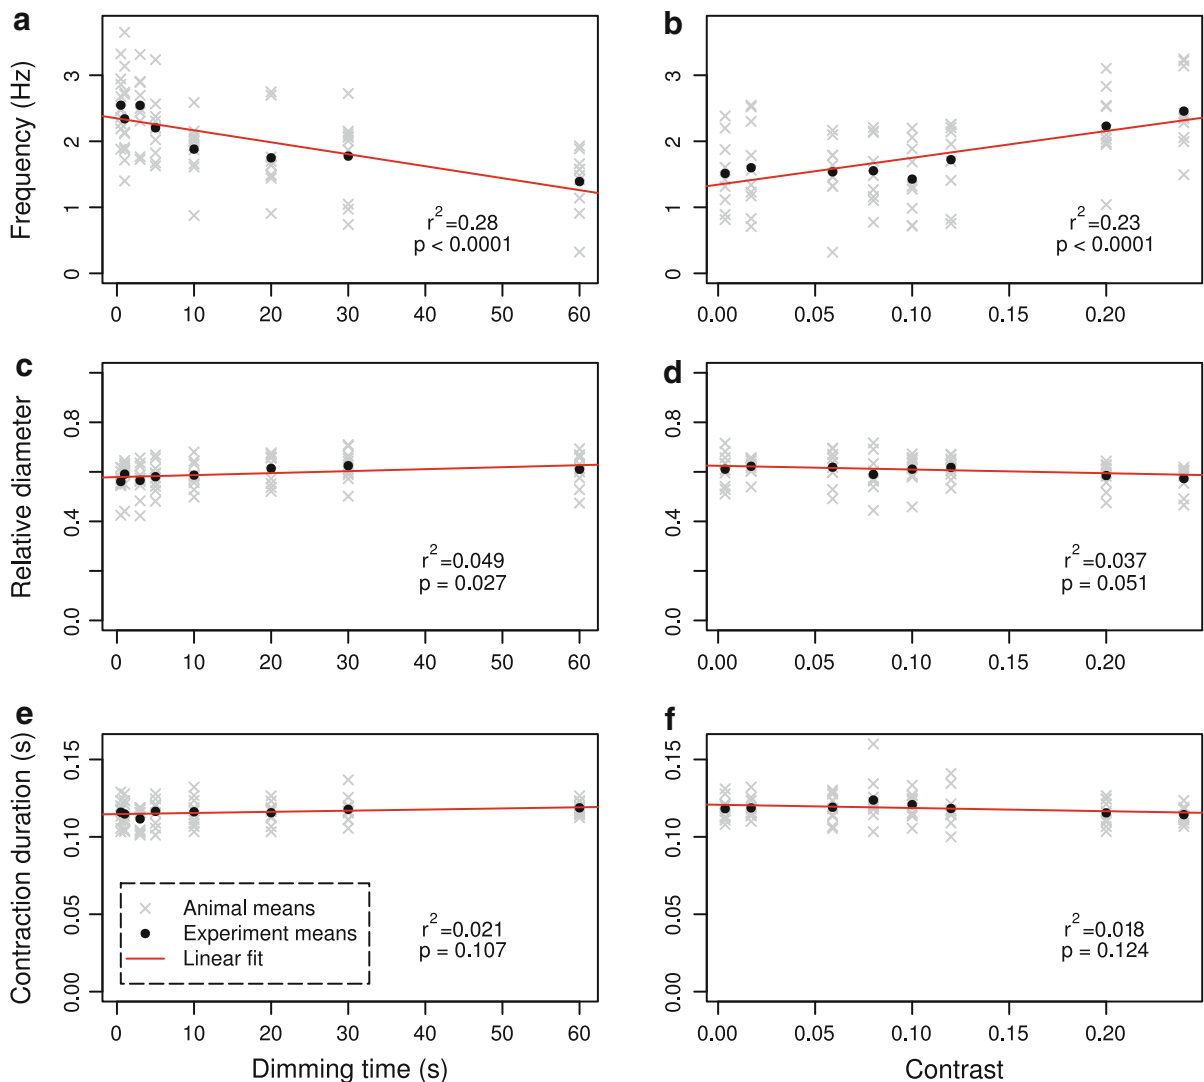 a
Frequency (Hz)
0
1
2
3
r²=0.28
p < 0.0001
0 10 20 30 40 50 60
b
0
1
2
3
r²=0.23
p < 0.0001
0.00 0.05 0.10 0.15 0.20
c
Relative diameter
0.0
0.4
0.8
r²=0.049
p = 0.027
0 10 20 30 40 50 60
d
0.0
0.4
0.8
r²=0.037
p = 0.051
0.00 0.05 0.10 0.15 0.20
e
Contraction duration (s)
0.00
0.05
0.10
0.15
Animal means
Experiment means
Linear fit
r²=0.021
p = 0.107
0 10 20 30 40 50 60
Dimming time (s)
f
0.00
0.05
0.10
0.15
r²=0.018
p = 0.124
0.00 0.05 0.10 0.15 0.20
Contrast